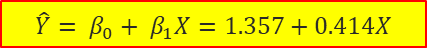 Ŷ = β₀ + β₁X = 1.357 + 0.414X